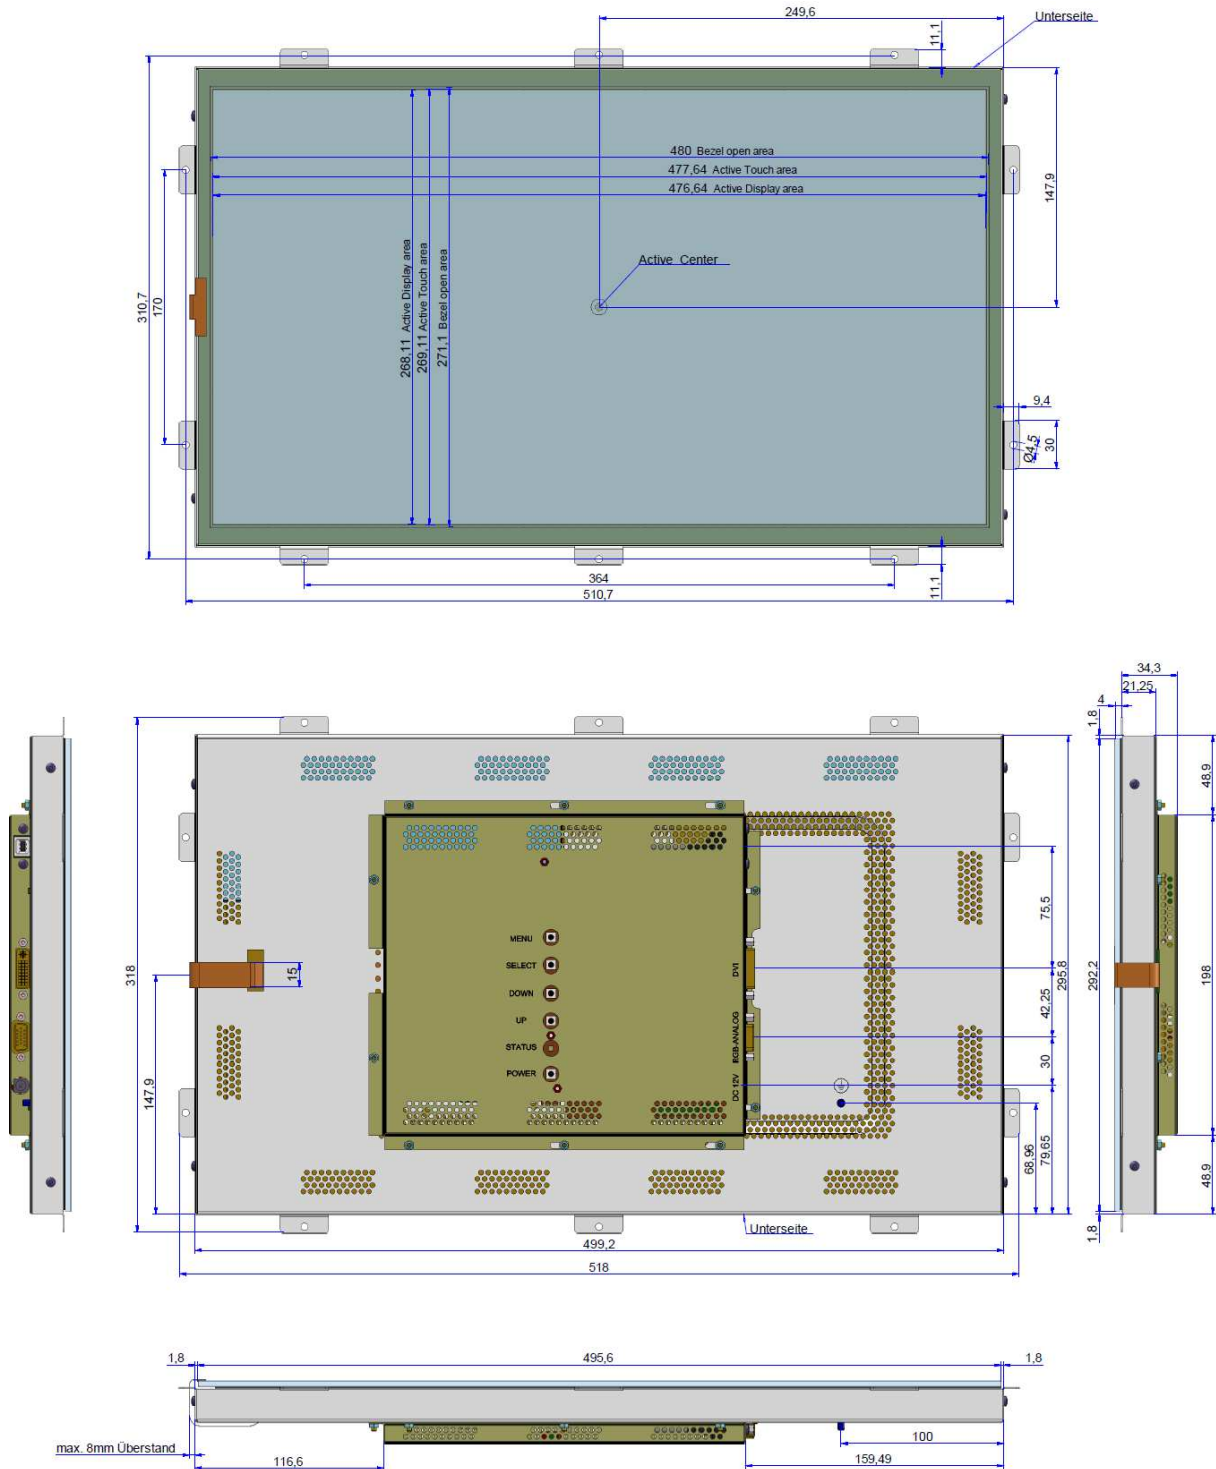 249,6
Unterseite
11,1
480 Bezel open area
477,64 Active Touch area
476,64 Active Display area
147,9
Active Center
310,7
170
268,11 Active Display area
269,11 Active Touch area
271,1 Bezel open area
9,4
Ø4,5
30
364
11,1
510,7
34,3
21,25
4
1,8
48,9
75,5
MENU
SELECT
DOWN
UP
STATUS
POWER
DVI
RGB-ANALOG
DC 12V
15
318
42,25
295,8
292,2
198
30
147,9
68,96
79,65
48,9
1,8
Unterseite
499,2
518
1,8
495,6
1,8
max. 8mm Überstand
100
116,6
159,49